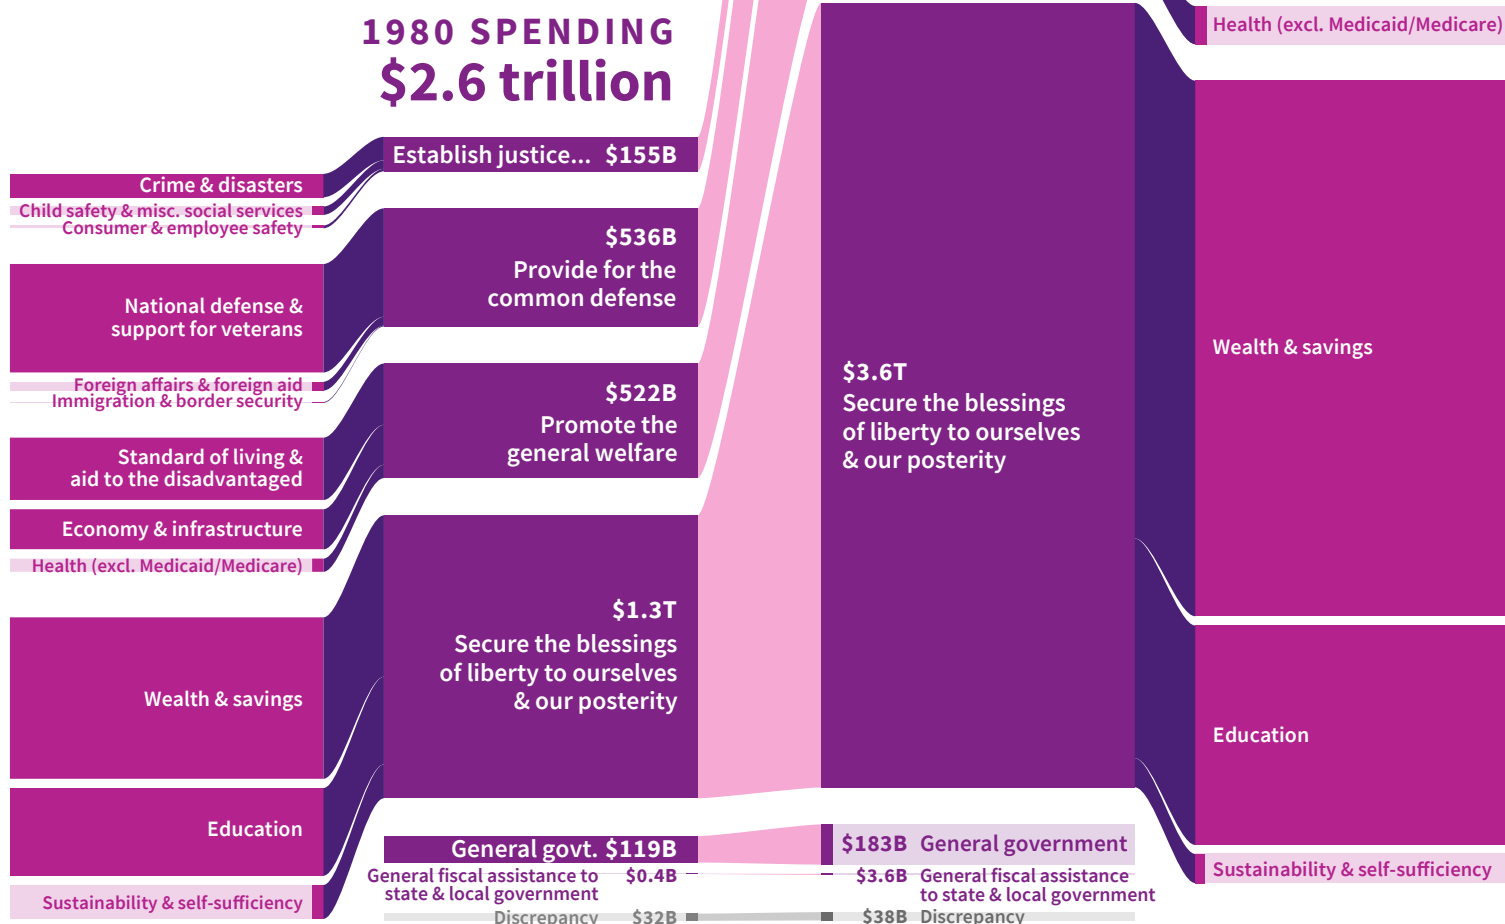 1980 SPENDING
$2.6 trillion
Health (excl. Medicaid/Medicare)
Establish justice... $155B
Crime & disasters
Child safety & misc. social services
Consumer & employee safety
$536B
Provide for the
common defense
National defense &
support for veterans
Foreign affairs & foreign aid
Immigration & border security
$522B
Promote the
general welfare
Standard of living &
aid to the disadvantaged
Economy & infrastructure
Health (excl. Medicaid/Medicare)
$1.3T
Secure the blessings
of liberty to ourselves
& our posterity
Wealth & savings
Education
Sustainability & self-sufficiency
General govt. $119B
General fiscal assistance to
state & local government
$0.4B
Discrepancy $32B
$3.6T
Secure the blessings
of liberty to ourselves
& our posterity
Wealth & savings
Education
Sustainability & self-sufficiency
$183B General government
$3.6B General fiscal assistance
to state & local government
$38B Discrepancy